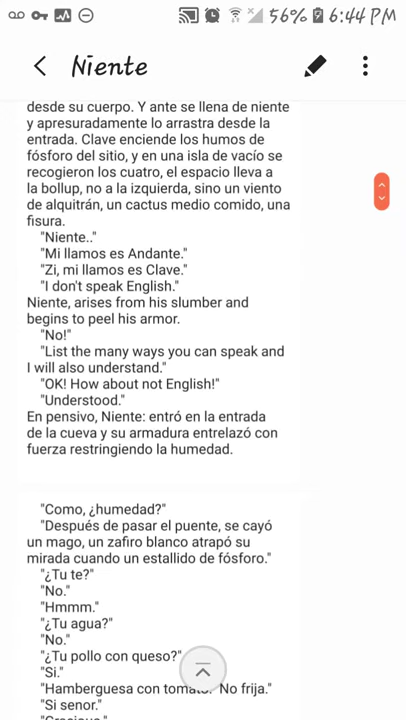 56% 6:44 PM
Niente
desde su cuerpo. Y ante se llena de niente
y apresuradamente lo arrastra desde la
entrada. Clave enciende los humos de
fósforo del sitio, y en una isla de vacío se
recogieron los cuatro, el espacio lleva a
la bollup, no a la izquierda, sino un viento
de alquitrán, un cactus medio comido, una
fisura.
"Niente.."
"Mi llamos es Andante."
"Zi, mi llamos es Clave."
"I don't speak English."
Niente, arises from his slumber and
begins to peel his armor.
"No!"
"List the many ways you can speak and
I will also understand."
"OK! How about not English!"
"Understood."
En pensivo, Niente: entró en la entrada
de la cueva y su armadura entrelazó con
fuerza restringiendo la humedad.
"Como, ¿humedad?"
"Después de pasar el puente, se cayó
un mago, un zafiro blanco atrapó su
mirada cuando un estallido de fósforo."
"¿Tu te?"
"No."
"Hmmm."
"¿Tu agua?"
"No."
"¿Tu pollo con queso?"
"Si."
"Hamberguesa con tomato. No frija."
"Si senor."